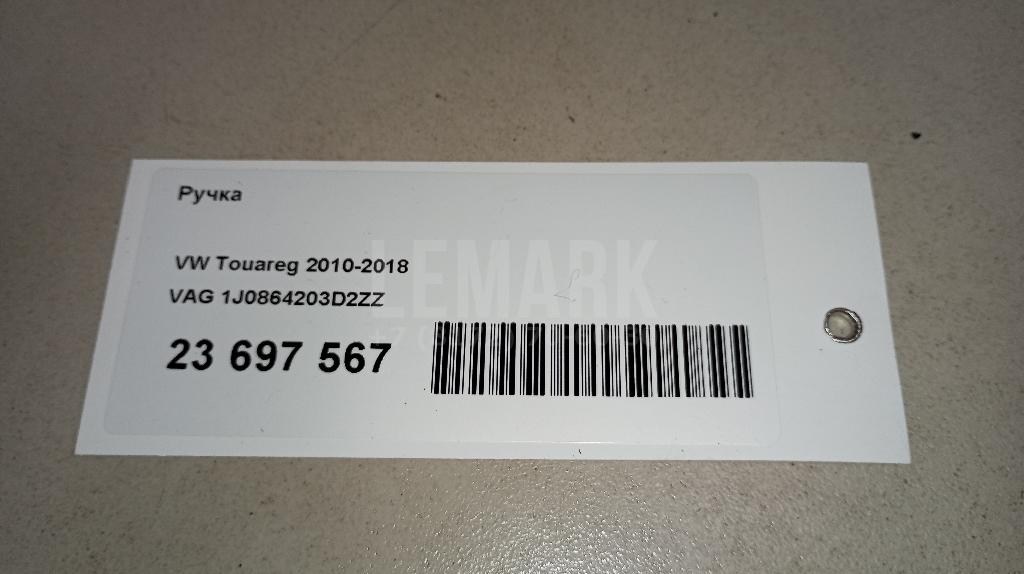 Ручка
VW Touareg 2010-2018
LEMARK
VAG 1J0864203D2ZZ
23 697 567